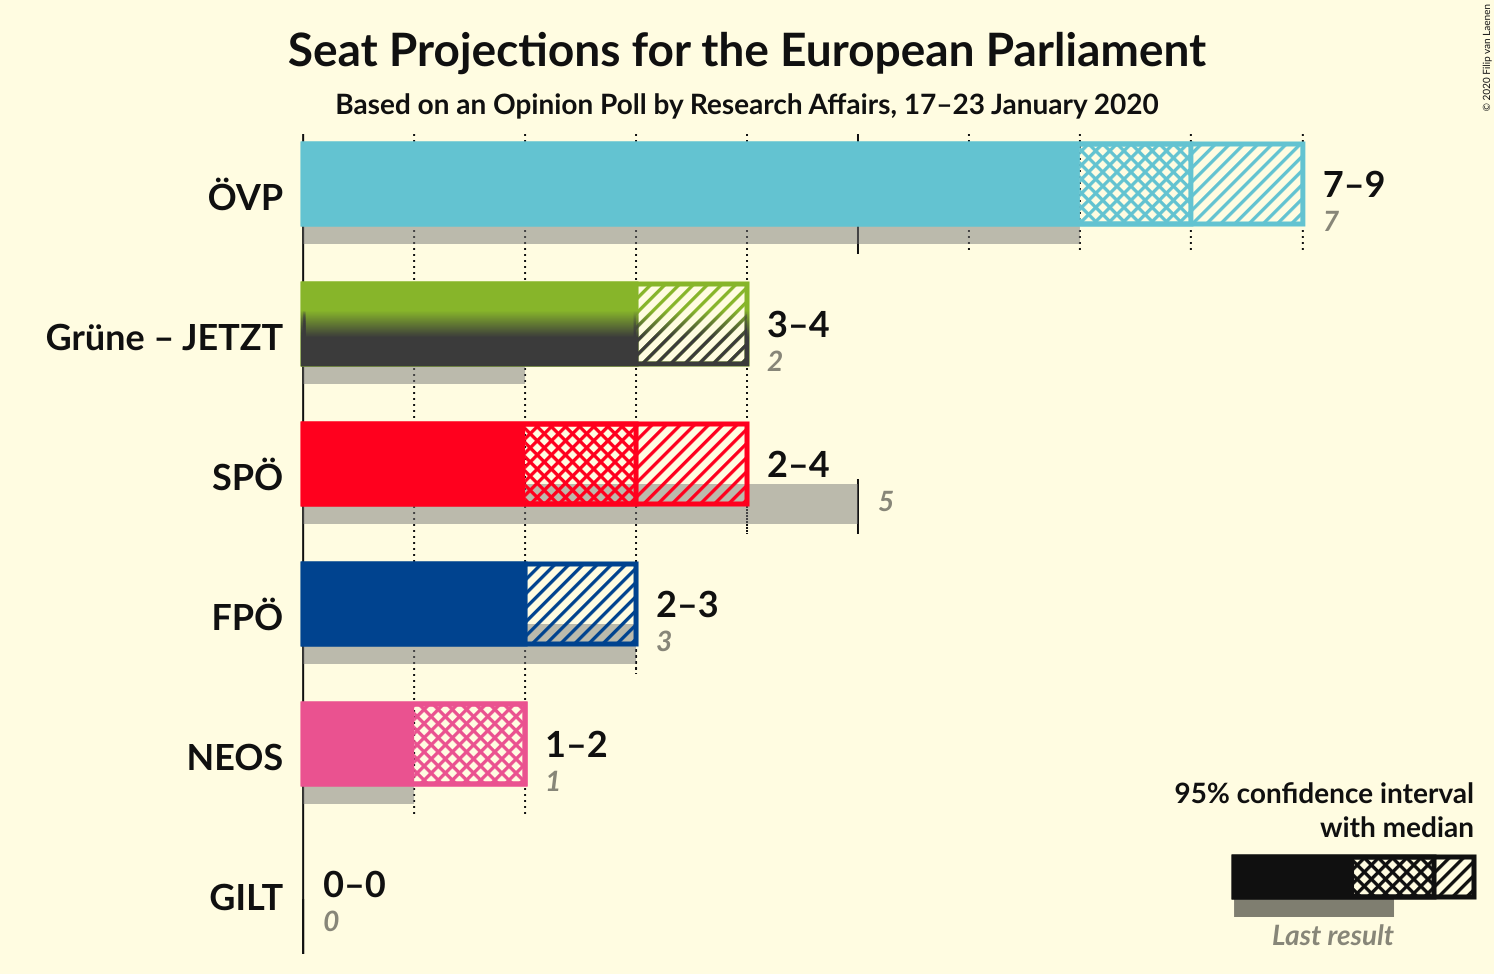 Seat Projections for the European Parliament
Based on an Opinion Poll by Research Affairs, 17–23 January 2020
© 2020 Filip van Laenen
ÖVP
7–9
7
Grüne – JETZT
3–4
2
SPÖ
2–4
5
FPÖ
2–3
3
NEOS
1–2
1
GILT
0–0
0
95% confidence interval
with median
Last result